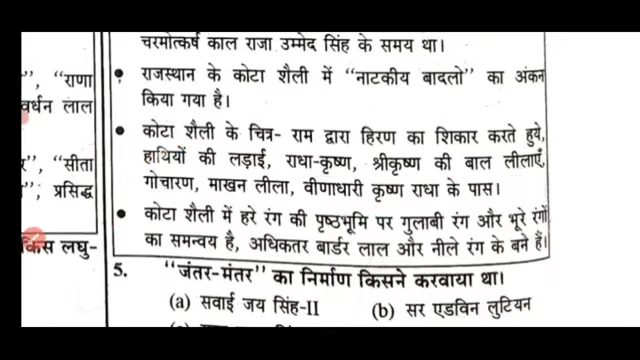 चरमोत्कर्ष काल राजा उम्मेद सिंह के समय था।
", "राणा
वर्धन लाल
• राजस्थान के कोटा शैली में "नाटकीय बादलो" का अंकन
किया गया है।
• कोटा शैली के चित्र- राम द्वारा हिरण का शिकार करते हुये,
हाथियों की लड़ाई, राधा-कृष्ण, श्रीकृष्ण की बाल लीलाएँ,
गोचारण, माखन लीला, वीणाधारी कृष्ण राधा के पास।
", "सीता
"; प्रसिद्ध
• कोटा शैली में हरे रंग की पृष्ठभूमि पर गुलाबी रंग और भूरे रंगों
का समन्वय है, अधिकतर बार्डर लाल और नीले रंग के बने हैं।
किस लघु-
5. "जंतर-मंतर" का निर्माण किसने करवाया था।
(a) सवाई जय सिंह-II (b) सर एडविन लुटियन